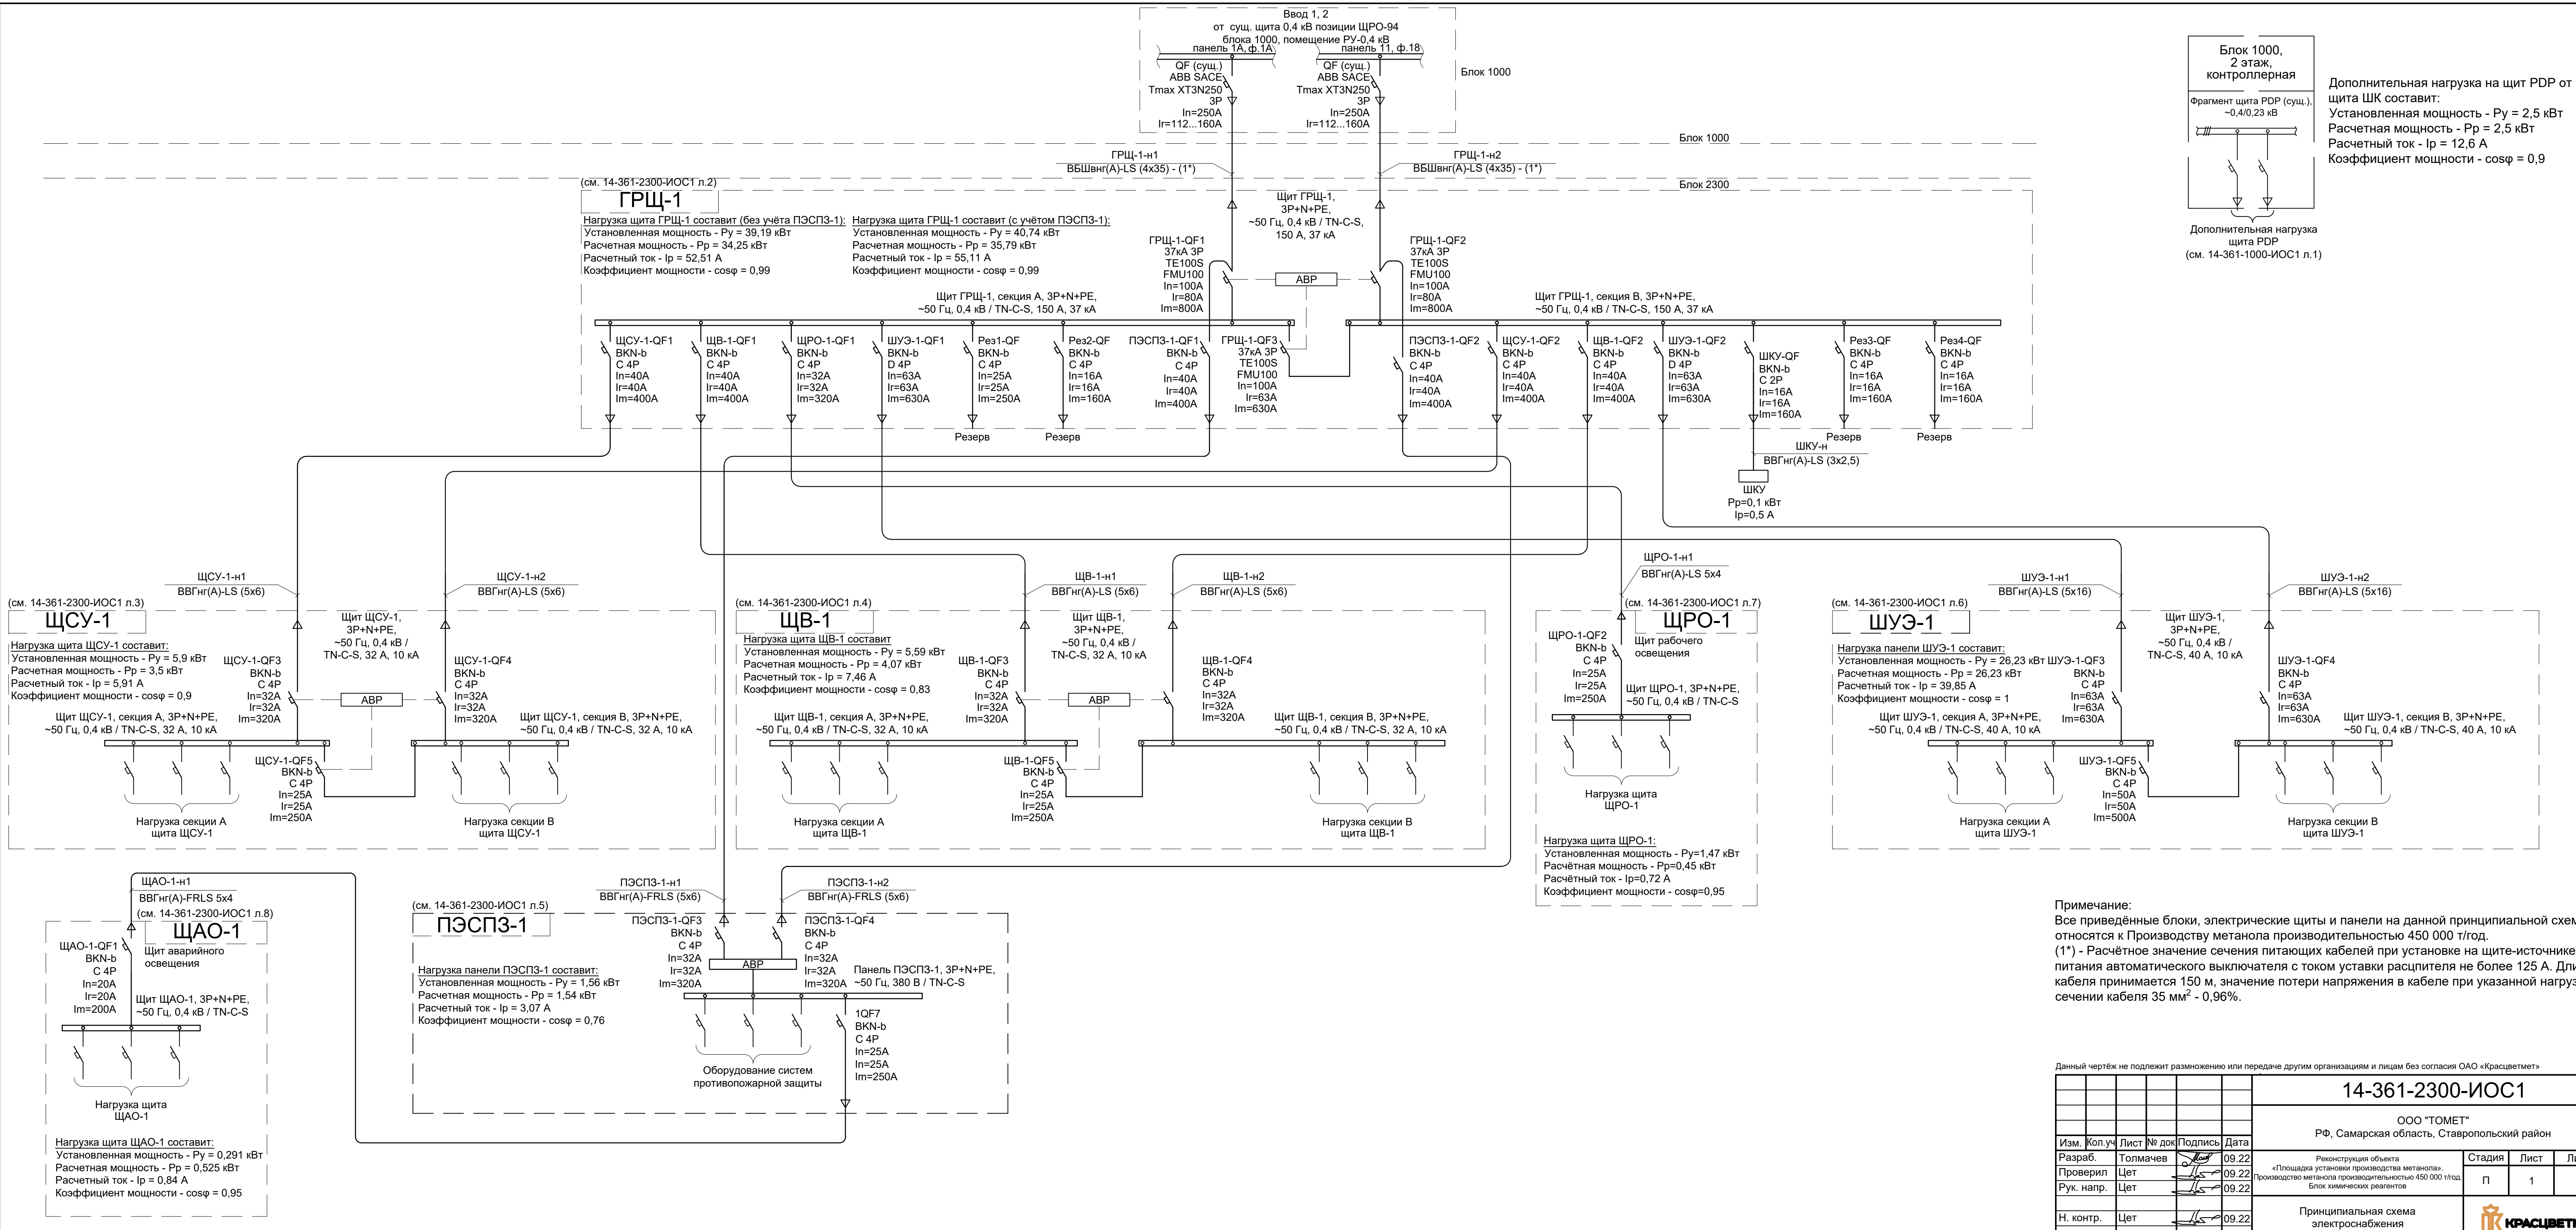 Ввод 1, 2
от сущ. щита 0,4 кВ позиции ЩРО-94
блока 1000, помещение РУ-0,4 кВ
панель 1А, ф.1А
панель 11, ф.18
QF (сущ.)
ABB SACE
Tmax XT3N250
3P
In=250A
Ir=112...160A
QF (сущ.)
ABB SACE
Tmax XT3N250
3P
In=250A
Ir=112...160A
Блок 1000
Блок 1000,
2 этаж,
контроллерная
Фрагмент щита PDP (сущ.),
~0,4/0,23 кВ
Дополнительная нагрузка
щита PDP
(см. 14-361-1000-ИОС1 л.1)
Дополнительная нагрузка на щит PDP от
щита ШК составит:
Установленная мощность - Ру = 2,5 кВт
Расчетная мощность - Рр = 2,5 кВт
Расчетный ток - Iр = 12,6 А
Коэффициент мощности - cosφ = 0,9
Блок 1000
ГРЩ-1-н1
ВБШвнг(А)-LS (4х35) - (1*)
ГРЩ-1-н2
ВБШвнг(А)-LS (4х35) - (1*)
Блок 2300
(см. 14-361-2300-ИОС1 л.2)
ГРЩ-1
Нагрузка щита ГРЩ-1 составит (без учёта ПЭСПЗ-1):
Установленная мощность - Ру = 39,19 кВт
Расчетная мощность - Рр = 34,25 кВт
Расчетный ток - Iр = 52,51 А
Коэффициент мощности - cosφ = 0,99
Нагрузка щита ГРЩ-1 составит (с учётом ПЭСПЗ-1):
Установленная мощность - Ру = 40,74 кВт
Расчетная мощность - Рр = 35,79 кВт
Расчетный ток - Iр = 55,11 А
Коэффициент мощности - cosφ = 0,99
Щит ГРЩ-1,
3P+N+PE,
~50 Гц, 0,4 кВ / TN-C-S,
150 А, 37 кА
ГРЩ-1-QF1
37кА 3P
TE100S
FMU100
In=100A
Ir=80A
Im=800A
АВР
ГРЩ-1-QF2
37кА 3P
TE100S
FMU100
In=100A
Ir=80A
Im=800A
Щит ГРЩ-1, секция А, 3P+N+PE,
~50 Гц, 0,4 кВ / TN-C-S, 150 А, 37 кА
Щит ГРЩ-1, секция В, 3P+N+PE,
~50 Гц, 0,4 кВ / TN-C-S, 150 А, 37 кА
ЩСУ-1-QF1
BKN-b
C 4P
In=40A
Ir=40A
Im=400A
ЩВ-1-QF1
BKN-b
C 4P
In=40A
Ir=40A
Im=400A
ЩРО-1-QF1
BKN-b
C 4P
In=32A
Ir=32A
Im=320A
ШУЭ-1-QF1
BKN-b
D 4P
In=63A
Ir=63A
Im=630A
Рез1-QF
BKN-b
C 4P
In=25A
Ir=25A
Im=250A
Резерв
Рез2-QF
BKN-b
C 4P
In=16A
Ir=16A
Im=160A
Резерв
ПЭСПЗ-1-QF1
BKN-b
C 4P
In=40A
Ir=40A
Im=400A
ГРЩ-1-QF3
37кА 3P
TE100S
FMU100
In=100A
Ir=63A
Im=630A
ПЭСПЗ-1-QF2
BKN-b
C 4P
In=40A
Ir=40A
Im=400A
ЩСУ-1-QF2
BKN-b
C 4P
In=40A
Ir=40A
Im=400A
ЩВ-1-QF2
BKN-b
C 4P
In=40A
Ir=40A
Im=400A
ШУЭ-1-QF2
BKN-b
D 4P
In=63A
Ir=63A
Im=630A
ШКУ-QF
BKN-b
C 2P
In=16A
Ir=16A
Im=160A
Рез3-QF
BKN-b
C 4P
In=16A
Ir=16A
Im=160A
Резерв
Рез4-QF
BKN-b
C 4P
In=16A
Ir=16A
Im=160A
Резерв
ШКУ-н
ВВГнг(А)-LS (3х2,5)
ШКУ
Рр=0,1 кВт
Iр=0,5 А
ЩСУ-1-н1
ВВГнг(А)-LS (5х6)
ЩСУ-1-н2
ВВГнг(А)-LS (5х6)
(см. 14-361-2300-ИОС1 л.3)
ЩСУ-1
Нагрузка щита ЩСУ-1 составит:
Установленная мощность - Ру = 5,9 кВт
Расчетная мощность - Рр = 3,5 кВт
Расчетный ток - Iр = 5,91 А
Коэффициент мощности - cosφ = 0,9
Щит ЩСУ-1,
3P+N+PE,
~50 Гц, 0,4 кВ /
TN-C-S, 32 А, 10 кА
ЩСУ-1-QF3
BKN-b
C 4P
In=32A
Ir=32A
Im=320A
АВР
ЩСУ-1-QF4
BKN-b
C 4P
In=32A
Ir=32A
Im=320A
Щит ЩСУ-1, секция А, 3P+N+PE,
~50 Гц, 0,4 кВ / TN-C-S, 32 А, 10 кА
Щит ЩСУ-1, секция В, 3P+N+PE,
~50 Гц, 0,4 кВ / TN-C-S, 32 А, 10 кА
ЩСУ-1-QF5
BKN-b
C 4P
In=25A
Ir=25A
Im=250A
Нагрузка секции А
щита ЩСУ-1
Нагрузка секции В
щита ЩСУ-1
ЩВ-1-н1
ВВГнг(А)-LS (5х6)
ЩВ-1-н2
ВВГнг(А)-LS (5х6)
(см. 14-361-2300-ИОС1 л.4)
ЩВ-1
Нагрузка щита ЩВ-1 составит
Установленная мощность - Ру = 5,59 кВт
Расчетная мощность - Рр = 4,07 кВт
Расчетный ток - Iр = 7,46 А
Коэффициент мощности - cosφ = 0,83
Щит ЩВ-1,
3P+N+PE,
~50 Гц, 0,4 кВ /
TN-C-S, 32 А, 10 кА
ЩВ-1-QF3
BKN-b
C 4P
In=32A
Ir=32A
Im=320A
АВР
ЩВ-1-QF4
BKN-b
C 4P
In=32A
Ir=32A
Im=320A
Щит ЩВ-1, секция А, 3P+N+PE,
~50 Гц, 0,4 кВ / TN-C-S, 32 А, 10 кА
Щит ЩВ-1, секция В, 3P+N+PE,
~50 Гц, 0,4 кВ / TN-C-S, 32 А, 10 кА
ЩВ-1-QF5
BKN-b
C 4P
In=25A
Ir=25A
Im=250A
Нагрузка секции А
щита ЩВ-1
Нагрузка секции В
щита ЩВ-1
ЩРО-1-н1
ВВГнг(А)-LS 5х4
(см. 14-361-2300-ИОС1 л.7)
ЩРО-1
Щит рабочего
освещения
ЩРО-1-QF2
BKN-b
C 4P
In=25A
Ir=25A
Im=250A
Щит ЩРО-1, 3P+N+PE,
~50 Гц, 0,4 кВ / TN-C-S
Нагрузка щита
ЩРО-1
Нагрузка щита ЩРО-1:
Установленная мощность - Ру=1,47 кВт
Расчётная мощность - Рр=0,45 кВт
Расчётный ток - Iр=0,72 А
Коэффициент мощности - cosφ=0,95
ШУЭ-1-н1
ВВГнг(А)-LS (5х16)
ШУЭ-1-н2
ВВГнг(А)-LS (5х16)
(см. 14-361-2300-ИОС1 л.6)
ШУЭ-1
Нагрузка панели ШУЭ-1 составит:
Установленная мощность - Ру = 26,23 кВт
Расчетная мощность - Рр = 26,23 кВт
Расчетный ток - Iр = 39,85 А
Коэффициент мощности - cosφ = 1
Щит ШУЭ-1,
3P+N+PE,
~50 Гц, 0,4 кВ /
TN-C-S, 40 А, 10 кА
ШУЭ-1-QF3
BKN-b
C 4P
In=63A
Ir=63A
Im=630A
ШУЭ-1-QF4
BKN-b
C 4P
In=63A
Ir=63A
Im=630A
Щит ШУЭ-1, секция А, 3P+N+PE,
~50 Гц, 0,4 кВ / TN-C-S, 40 А, 10 кА
Щит ШУЭ-1, секция В, 3P+N+PE,
~50 Гц, 0,4 кВ / TN-C-S, 40 А, 10 кА
ШУЭ-1-QF5
BKN-b
C 4P
In=50A
Ir=50A
Im=500A
Нагрузка секции А
щита ШУЭ-1
Нагрузка секции В
щита ШУЭ-1
ЩАО-1-н1
ВВГнг(А)-FRLS 5х4
(см. 14-361-2300-ИОС1 л.8)
ЩАО-1
Щит аварийного
освещения
ЩАО-1-QF1
BKN-b
C 4P
In=20A
Ir=20A
Im=200A
Щит ЩАО-1, 3P+N+PE,
~50 Гц, 0,4 кВ / TN-C-S
Нагрузка щита
ЩАО-1
Нагрузка щита ЩАО-1 составит:
Установленная мощность - Ру = 0,291 кВт
Расчетная мощность - Рр = 0,525 кВт
Расчетный ток - Iр = 0,84 А
Коэффициент мощности - cosφ = 0,95
ПЭСПЗ-1-н1
ВВГнг(А)-FRLS (5х6)
ПЭСПЗ-1-н2
ВВГнг(А)-FRLS (5х6)
(см. 14-361-2300-ИОС1 л.5)
ПЭСПЗ-1
Нагрузка панели ПЭСПЗ-1 составит:
Установленная мощность - Ру = 1,56 кВт
Расчетная мощность - Рр = 1,54 кВт
Расчетный ток - Iр = 3,07 А
Коэффициент мощности - cosφ = 0,76
ПЭСПЗ-1-QF3
BKN-b
C 4P
In=32A
Ir=32A
Im=320A
АВР
ПЭСПЗ-1-QF4
BKN-b
C 4P
In=32A
Ir=32A
Im=320A
Панель ПЭСПЗ-1, 3P+N+PE,
~50 Гц, 380 В / TN-C-S
1QF7
BKN-b
C 4P
In=25A
In=25A
Im=250A
Оборудование систем
противопожарной защиты
Примечание:
Все приведённые блоки, электрические щиты и панели на данной принципиальной
относятся к Производству метанола производительностью 450 000 т/год.
(1*) - Расчётное значение сечения питающих кабелей при установке на щите-источнике
питания автоматического выключателя с током уставки расцпителя не более 125 А.
кабеля принимается 150 м, значение потери напряжения в кабеле при указанной
сечении кабеля 35 мм² - 0,96%.
Данный чертёж не подлежит размножению или передаче другим организациям и лицам без согласия ОАО «Красцветмет»
14-361-2300-ИОС1
ООО "ТОМЕТ"
РФ, Самарская область, Ставропольский район
Изм. Кол.уч Лист № док Подпись Дата
Разраб. Толмачев 09.22
Проверил Цет 09.22
Рук. напр. Цет 09.22
Н. контр. Цет 09.22
Реконструкция объекта
«Площадка установки производства метанола».
Производство метанола производительностью 450 000 т/год.
Блок химических реагентов
Стадия Лист
П 1
Принципиальная схема
электроснабжения